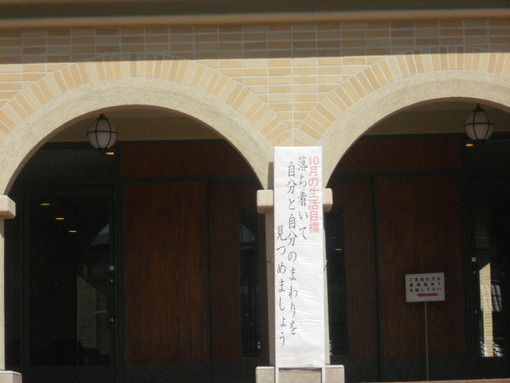 10月の生活目標
落ち着いて
自分と自分のまわりを
見つめましょう